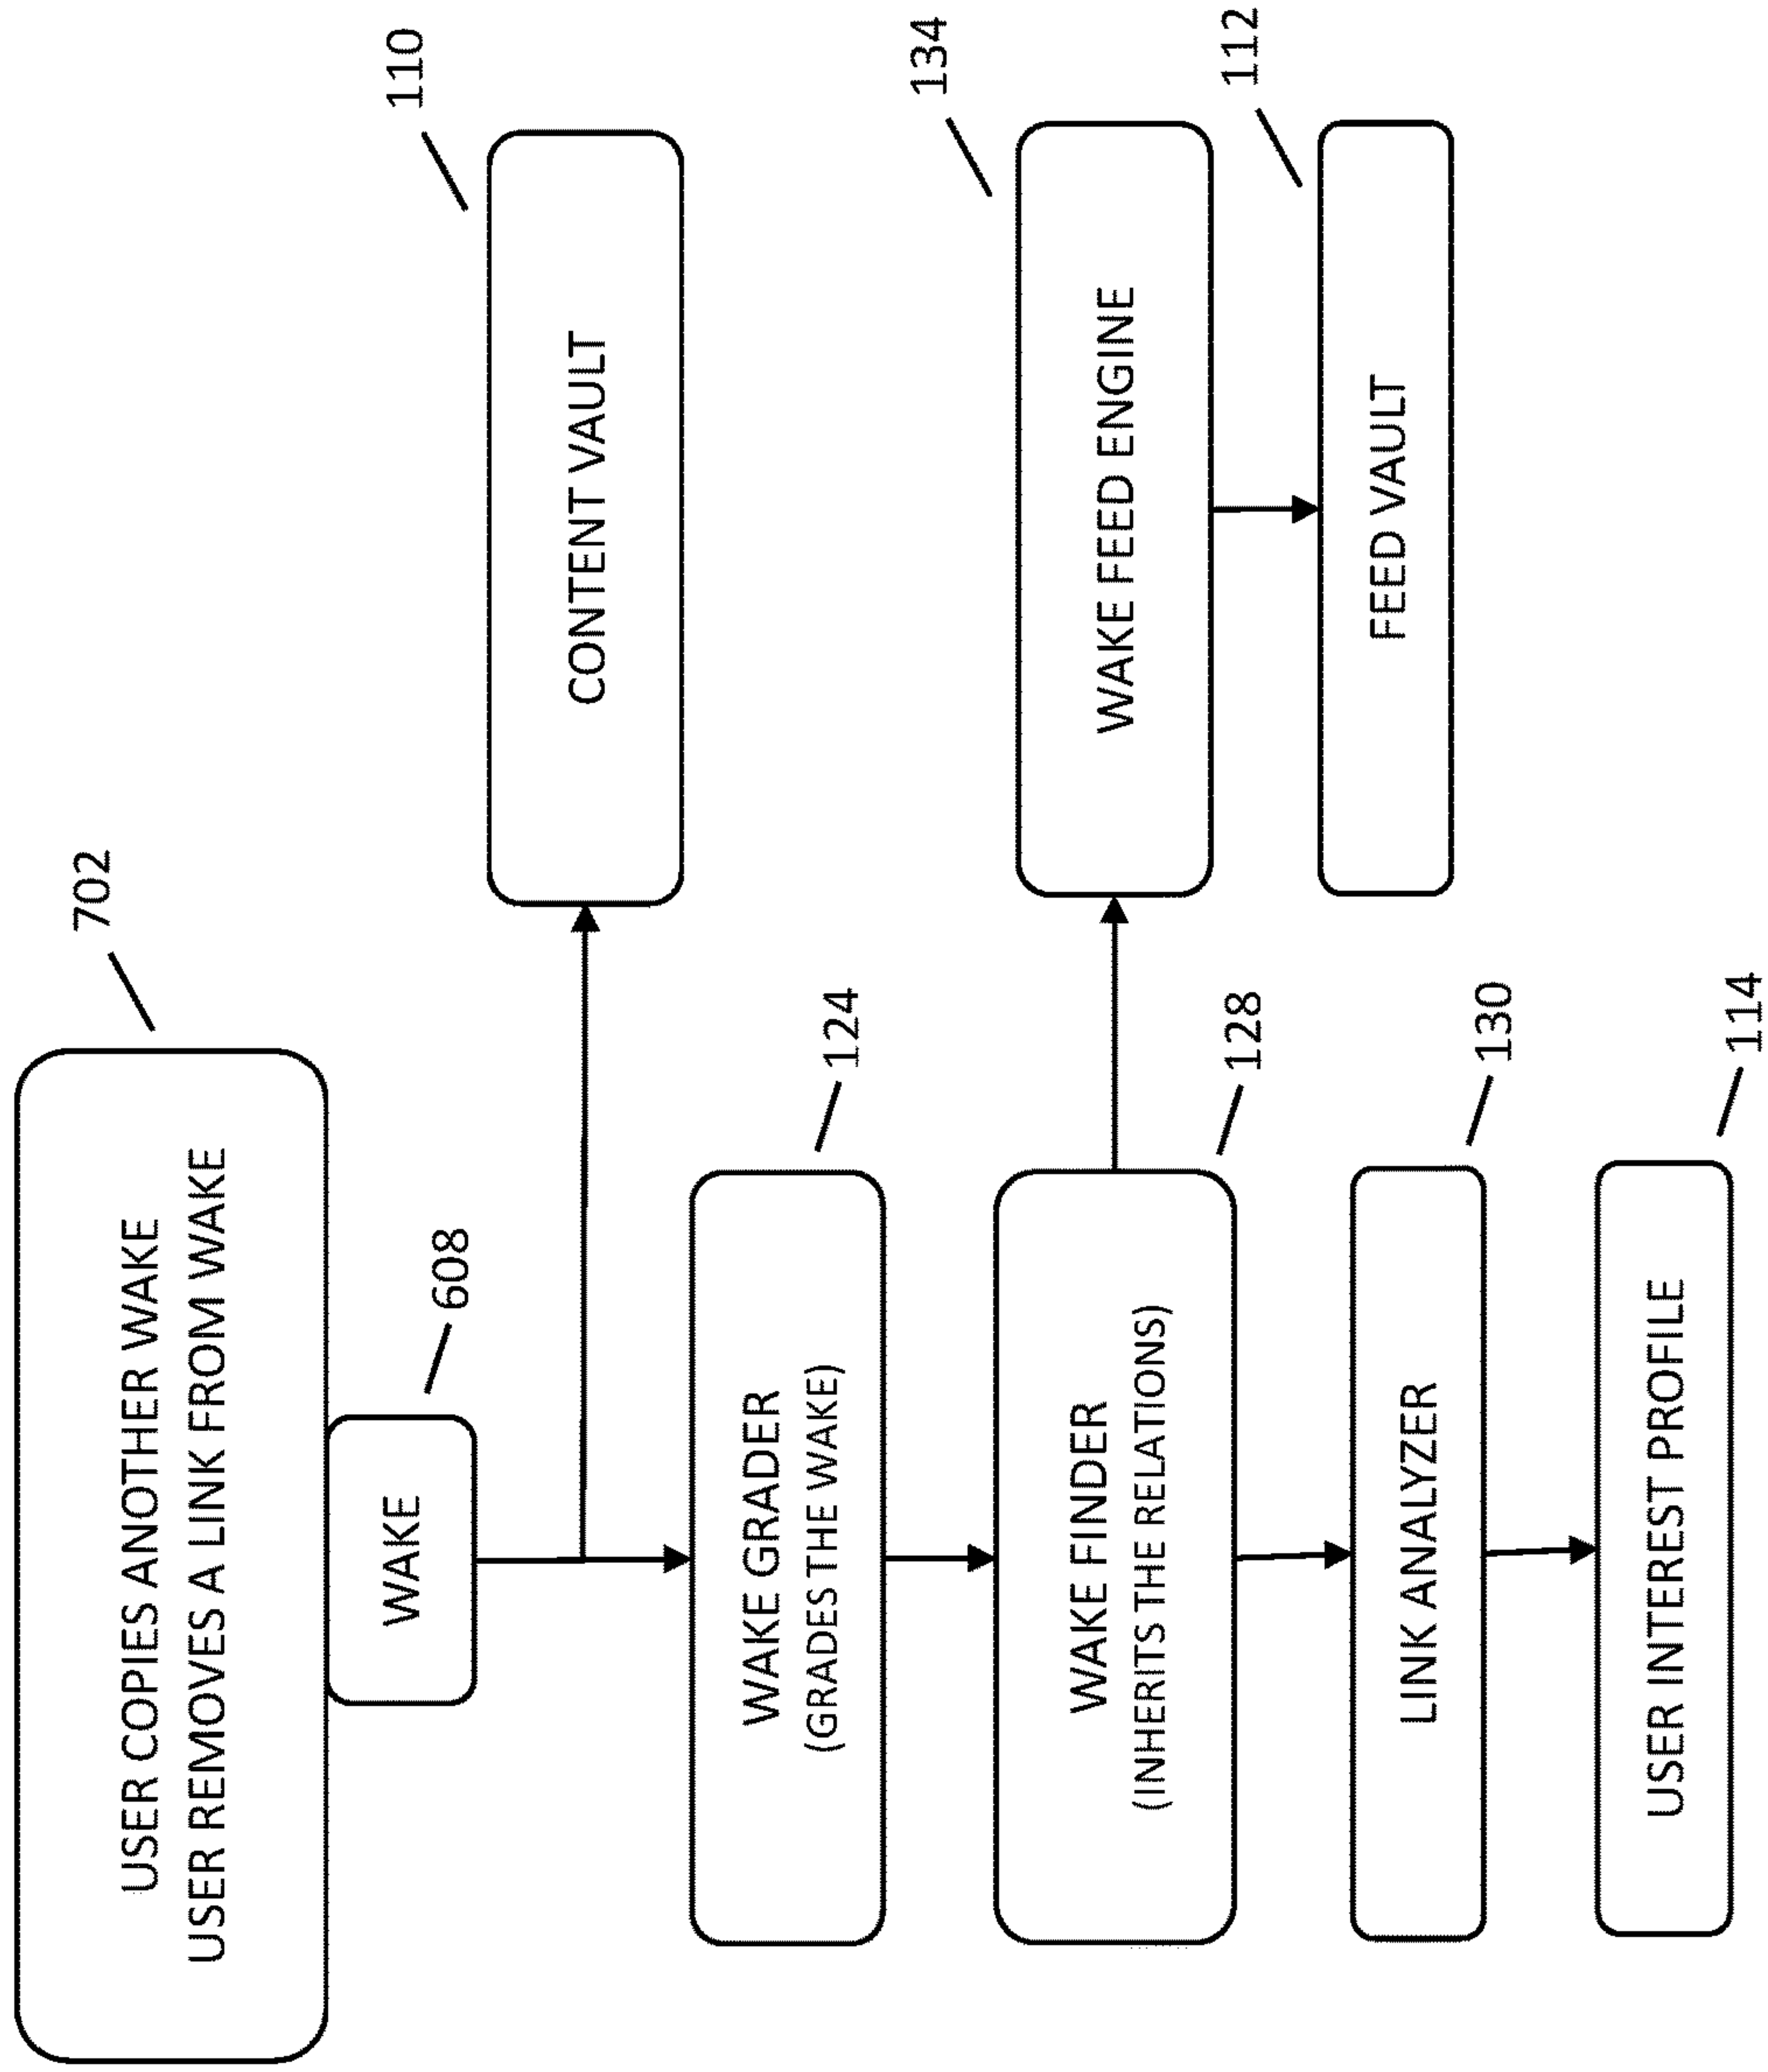 702
USER COPIES ANOTHER WAKE
USER REMOVES A LINK FROM WAKE
608
WAKE
110
CONTENT VAULT
124
WAKE GRADER
(GRADES THE WAKE)
134
WAKE FEED ENGINE
128
WAKE FINDER
(INHERITS THE RELATIONS)
112
FEED VAULT
130
LINK ANALYZER
114
USER INTEREST PROFILE